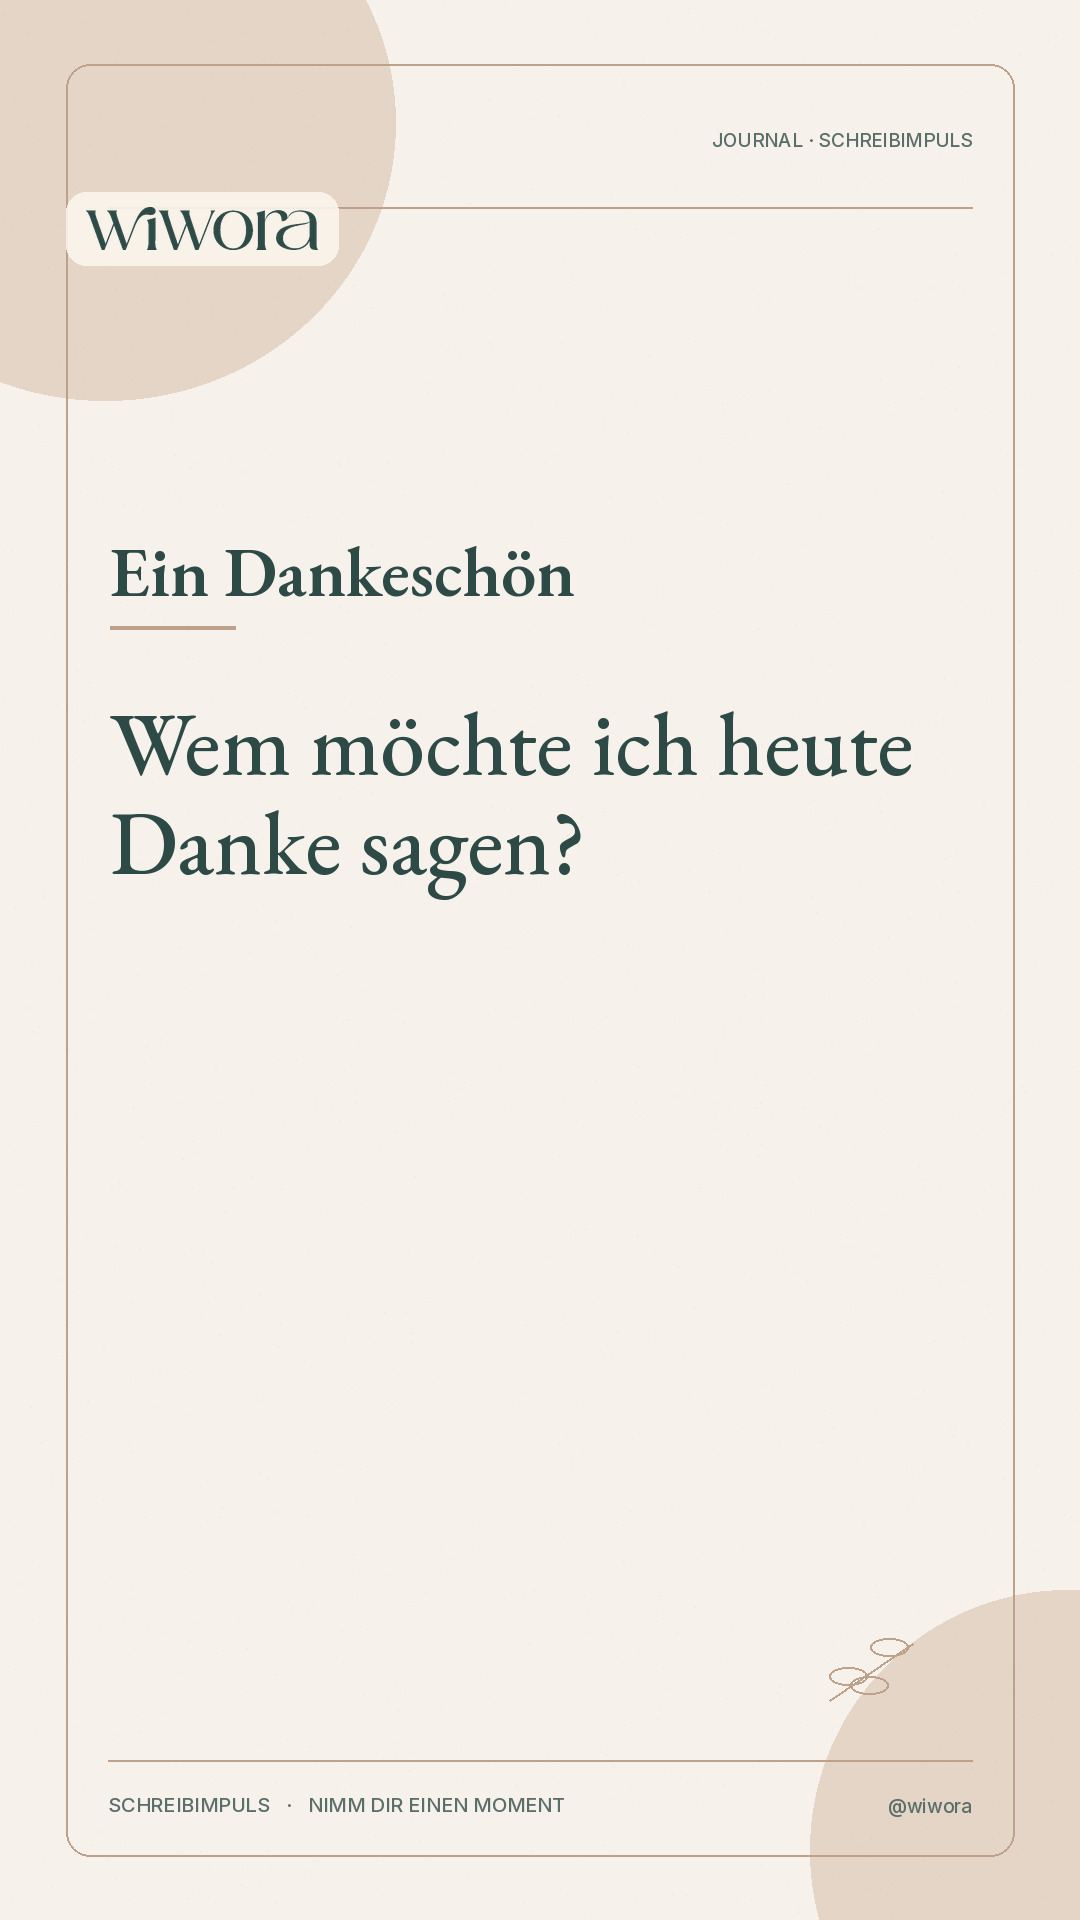 JOURNAL · SCHREIBIMPULS
wiwora
Ein Dankeschön
Wem möchte ich heute
Danke sagen?
SCHREIBIMPULS · NIMM DIR EINEN MOMENT
@wiwora